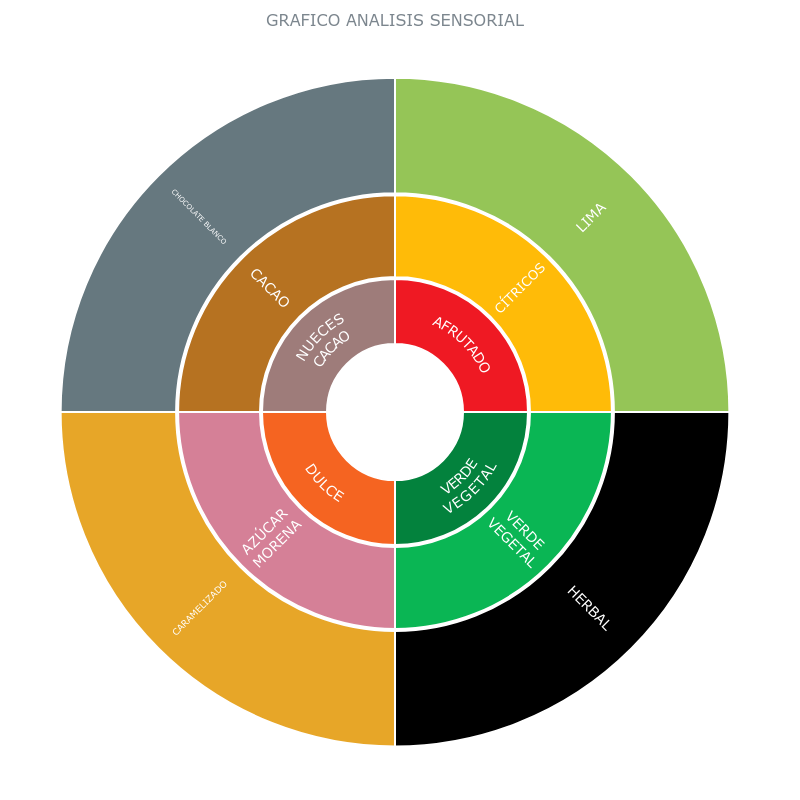 GRAFICO ANALISIS SENSORIAL
CHOCOLATE BLANCO
LIMA
CACAO
CÍTRICOS
NUECES
CACAO
AFRUTADO
DULCE
VERDE
VEGETAL
AZÚCAR
MORENA
VERDE
VEGETAL
CARAMELIZADO
HERBAL